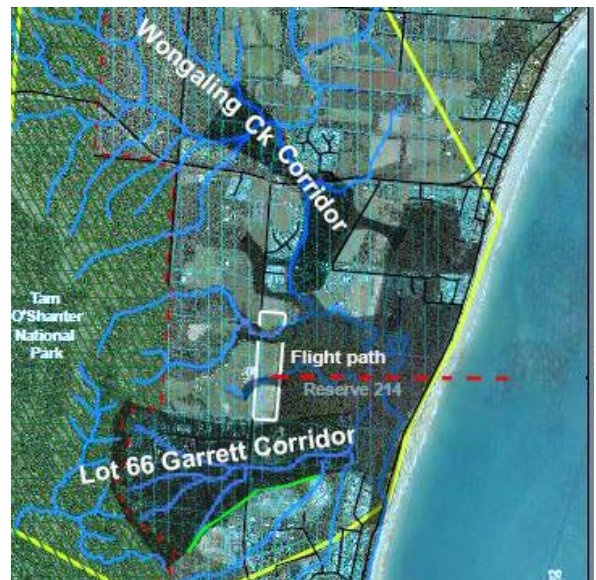 Wongaling Ck Corridor
Tam
O'Shanter
National
Park
Flight path
Reserve 214
Lot 66 Garrett Corridor